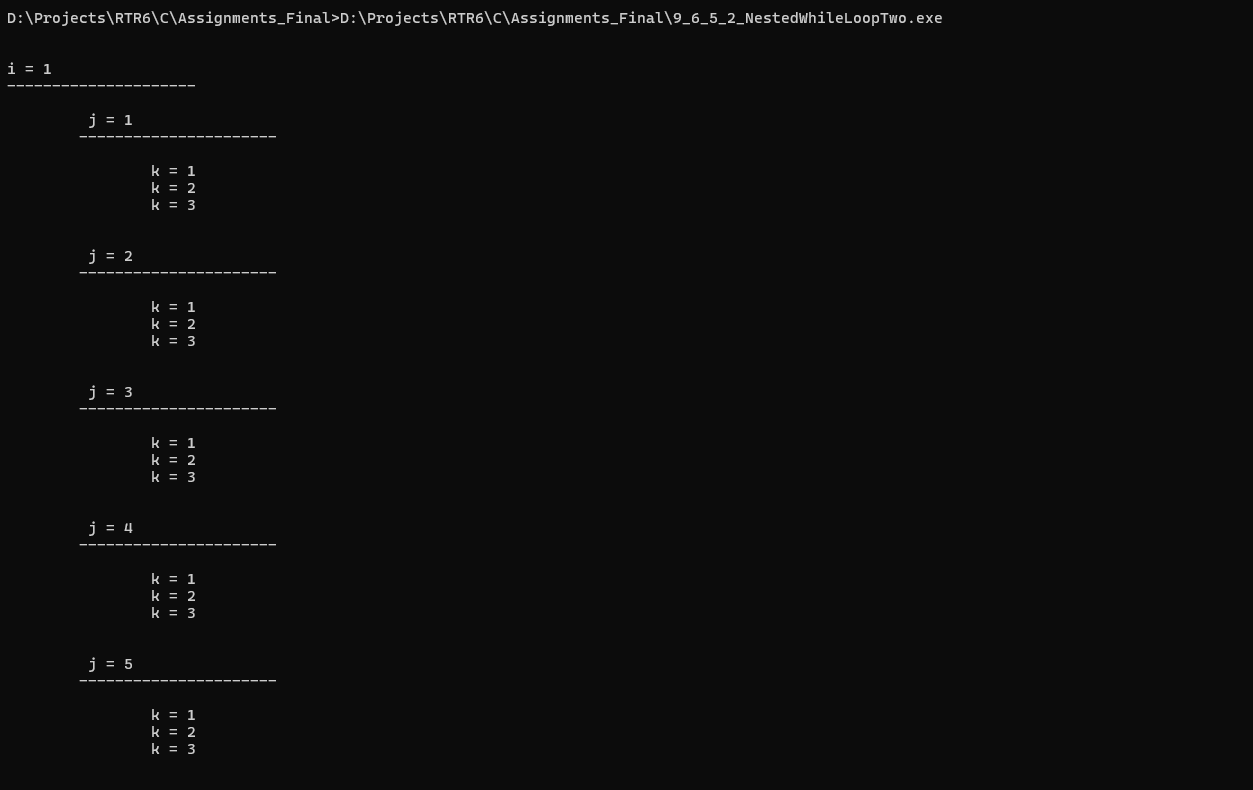 D:\Projects\RTR6\C\Assignments_Final>D:\Projects\RTR6\C\Assignments_Final\9_6_5_2_NestedWhileLoopTwo.exe
i = 1
---------------------
j = 1
----------------------
k = 1
k = 2
k = 3
j = 2
----------------------
k = 1
k = 2
k = 3
j = 3
----------------------
k = 1
k = 2
k = 3
j = 4
----------------------
k = 1
k = 2
k = 3
j = 5
----------------------
k = 1
k = 2
k = 3